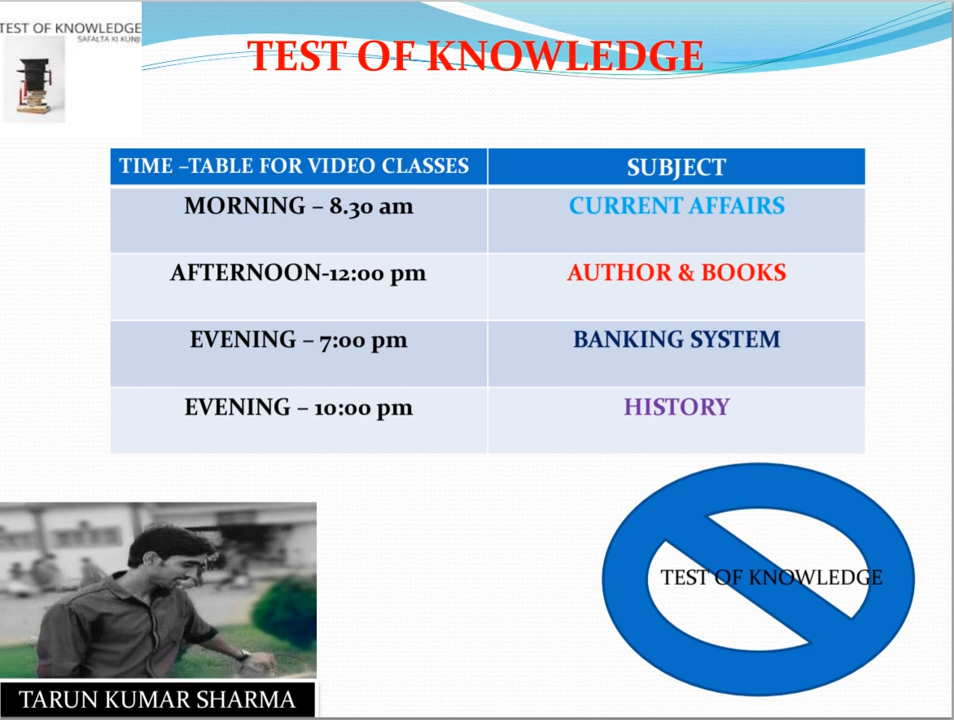 TEST OF KNOWLEDGE
SAFALTA KI KUNJI
TEST OF KNOWLEDGE
TIME –TABLE FOR VIDEO CLASSES
SUBJECT
MORNING – 8.30 am
CURRENT AFFAIRS
AFTERNOON-12:00 pm
AUTHOR & BOOKS
EVENING – 7:00 pm
BANKING SYSTEM
EVENING – 10:00 pm
HISTORY
TEST OF KNOWLEDGE
TARUN KUMAR SHARMA